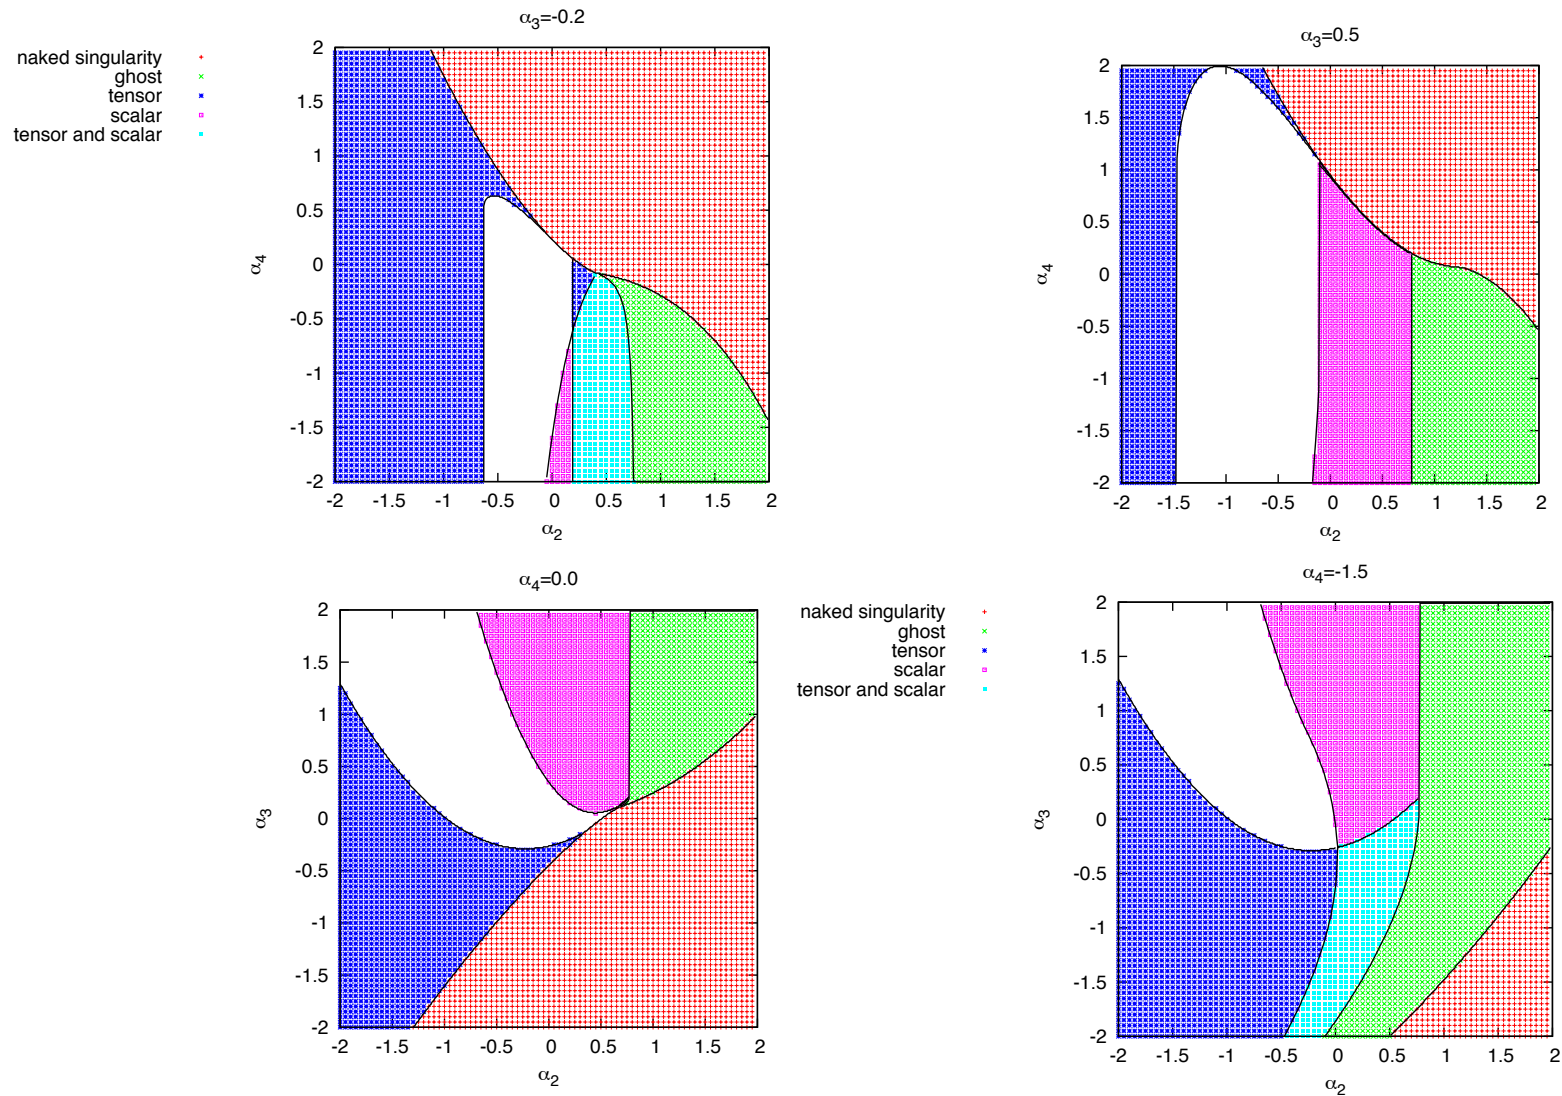 α3=-0.2
naked singularity
ghost
tensor
scalar
tensor and scalar
2
1.5
1
0.5
0
-0.5
-1
-1.5
-2
α4
-2 -1.5 -1 -0.5 0 0.5 1 1.5 2
α2
α3=0.5
2
1.5
1
0.5
0
-0.5
-1
-1.5
-2
α4
-2 -1.5 -1 -0.5 0 0.5 1 1.5 2
α2
α4=0.0
2
1.5
1
0.5
0
-0.5
-1
-1.5
-2
α3
-2 -1.5 -1 -0.5 0 0.5 1 1.5 2
α2
α4=-1.5
naked singularity
ghost
tensor
scalar
tensor and scalar
2
1.5
1
0.5
0
-0.5
-1
-1.5
-2
α3
-2 -1.5 -1 -0.5 0 0.5 1 1.5 2
α2